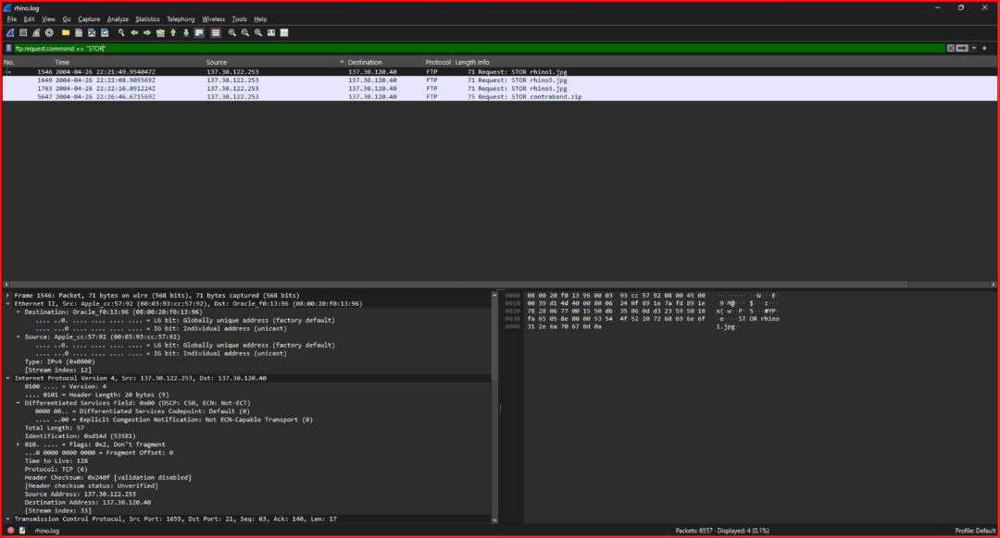 rhino.log
File Edit View Go Capture Analyze Statistics Telephony Wireless Tools Help
ftp.request.command == "STOR"
No. Time Source Destination Protocol Length Info
1546 2004-04-26 22:21:49.954047Z 137.30.122.253 137.30.120.40 FTP 71 Request: STOR rhino1.jpg
1649 2004-04-26 22:22:08.905569Z 137.30.122.253 137.30.120.40 FTP 71 Request: STOR rhino3.jpg
1763 2004-04-26 22:22:16.091224Z 137.30.122.253 137.30.120.40 FTP 71 Request: STOR rhino3.jpg
5647 2004-04-26 22:26:46.671569Z 137.30.122.253 137.30.120.40 FTP 75 Request: STOR contraband.zip
Frame 1546: Packet, 71 bytes on wire (568 bits), 71 bytes captured (568 bits)
Ethernet II, Src: Apple_cc:57:92 (00:03:93:cc:57:92), Dst: Oracle_f0:13:96 (08:00:20:f0:13:96)
Destination: Oracle_f0:13:96 (08:00:20:f0:13:96)
.... ..0. .... .... .... .... = LG bit: Globally unique address (factory default)
.... ...0 .... .... .... .... = IG bit: Individual address (unicast)
Source: Apple_cc:57:92 (00:03:93:cc:57:92)
.... ..0. .... .... .... .... = LG bit: Globally unique address (factory default)
.... ...0 .... .... .... .... = IG bit: Individual address (unicast)
Type: IPv4 (0x0800)
[Stream index: 12]
Internet Protocol Version 4, Src: 137.30.122.253, Dst: 137.30.120.40
0100 .... = Version: 4
.... 0101 = Header Length: 20 bytes (5)
Differentiated Services Field: 0x00 (DSCP: CS0, ECN: Not-ECT)
0000 00.. = Differentiated Services Codepoint: Default (0)
.... ..00 = Explicit Congestion Notification: Not ECN-Capable Transport (0)
Total Length: 57
Identification: 0xd14d (53581)
010. .... = Flags: 0x2, Don't fragment
...0 0000 0000 0000 = Fragment Offset: 0
Time to Live: 128
Protocol: TCP (6)
Header Checksum: 0x240f [validation disabled]
[Header checksum status: Unverified]
Source Address: 137.30.122.253
Destination Address: 137.30.120.40
[Stream index: 33]
Transmission Control Protocol, Src Port: 1655, Dst Port: 21, Seq: 63, Ack: 140, Len: 17
0000 08 00 20 f0 13 96 00 03 93 cc 57 92 08 00 45 00 ·· ······ ··W···E·
0010 00 39 d1 4d 40 00 80 06 24 0f 89 1e 7a fd 89 1e ·9·M@··· $···z···
0020 78 28 06 77 00 15 50 db 35 06 0d d3 23 59 50 18 x(·w··P· 5···#YP·
0030 fa 65 05 8e 00 00 53 54 4f 52 20 72 68 69 6e 6f ·e····ST OR rhino
0040 31 2e 6a 70 67 0d 0a 1.jpg··
rhino.log Packets: 6557 · Displayed: 4 (0.1%) Profile: Default